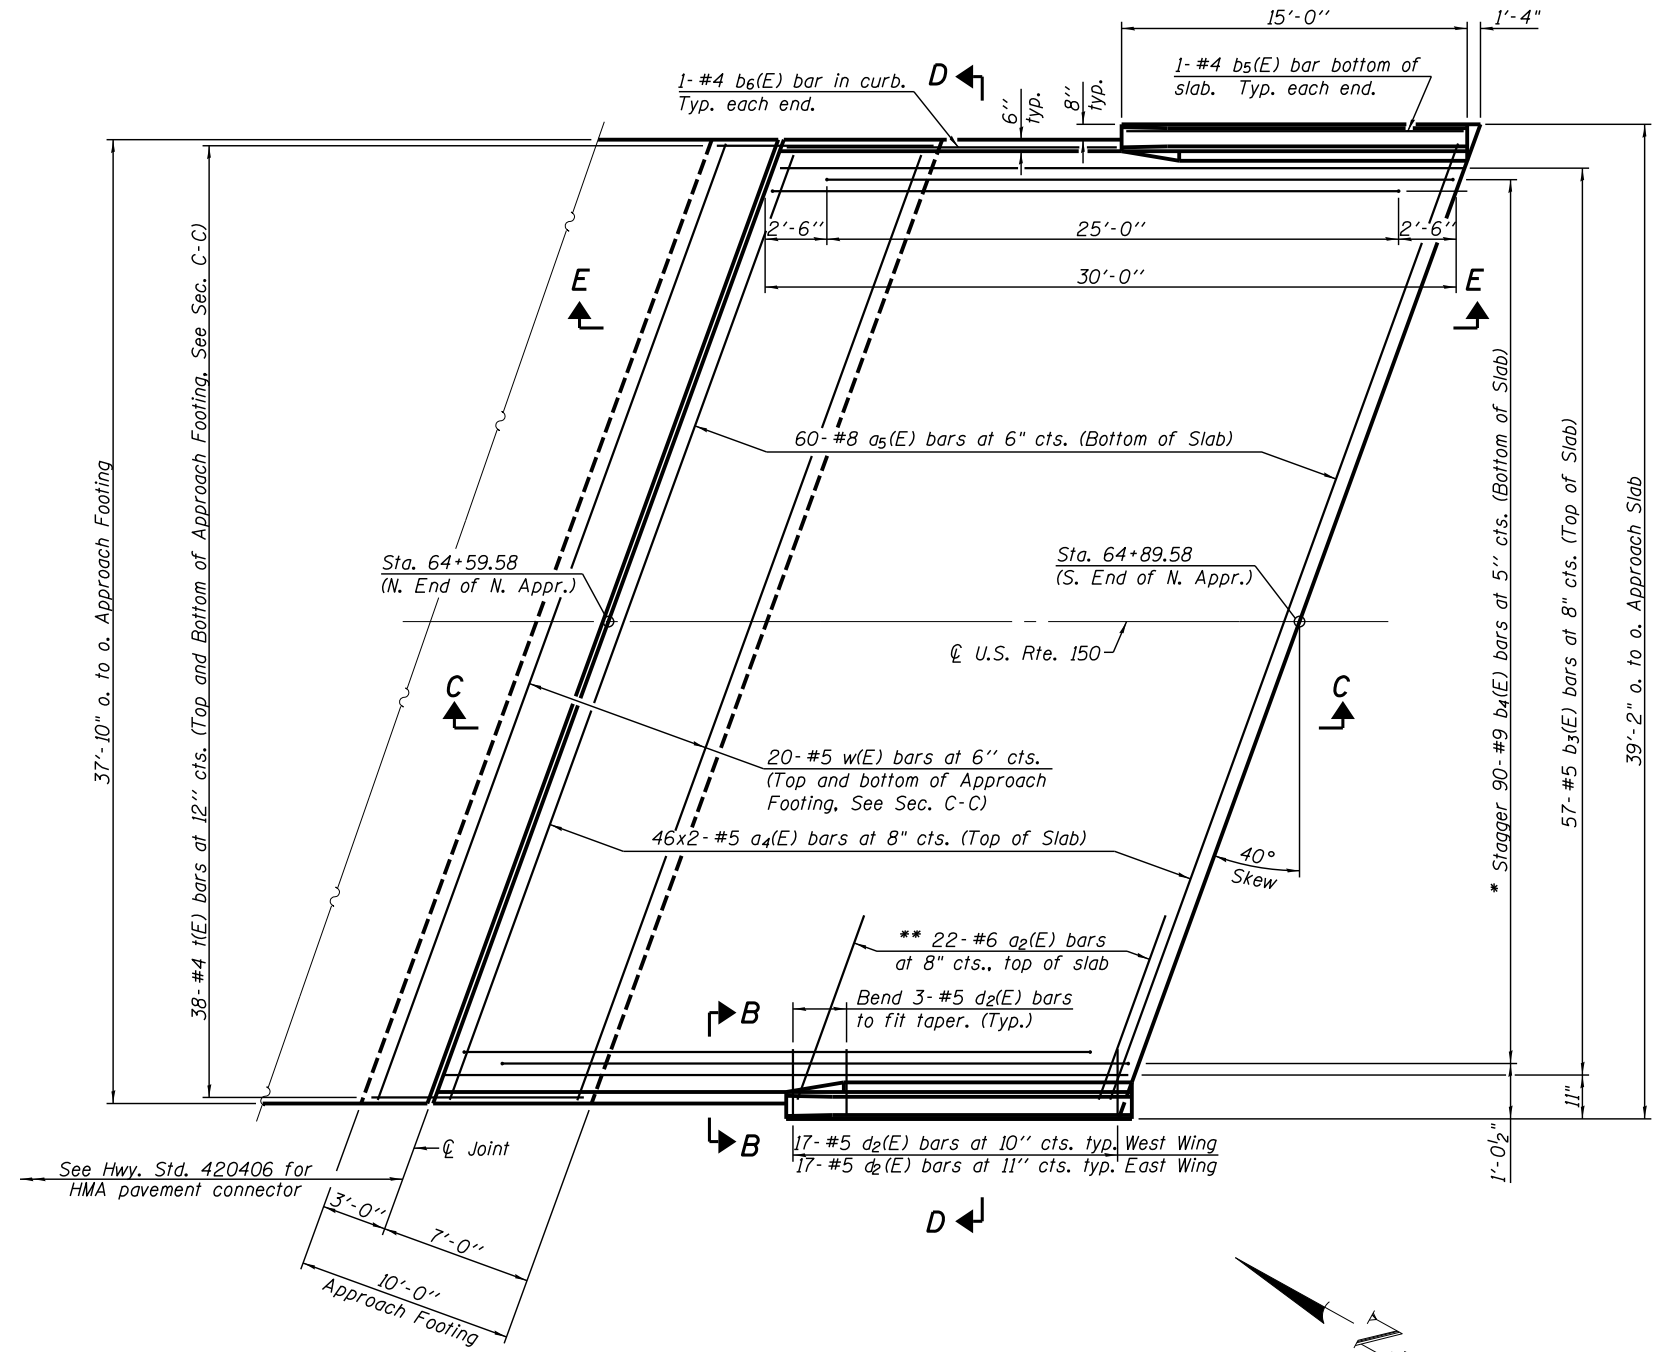 15'-0''
1'-4"
1-#4 b6(E) bar in curb.
Typ. each end.
D
6''
typ.
8''
typ.
1-#4 b5(E) bar bottom of
slab. Typ. each end.
2'-6''
25'-0''
2'-6''
30'-0''
E
E
37'-10" o. to o. Approach Footing
38-#4 t(E) bars at 12'' cts. (Top and Bottom of Approach Footing, See Sec. C-C)
60-#8 a5(E) bars at 6" cts. (Bottom of Slab)
* Stagger 90-#9 b4(E) bars at 5'' cts. (Bottom of Slab)
57-#5 b3(E) bars at 8" cts. (Top of Slab)
39'-2" o. to o. Approach Slab
Sta. 64+59.58
(N. End of N. Appr.)
Sta. 64+89.58
(S. End of N. Appr.)
℄ U.S. Rte. 150
C
C
20-#5 w(E) bars at 6'' cts.
(Top and bottom of Approach
Footing, See Sec. C-C)
46x2-#5 a4(E) bars at 8" cts. (Top of Slab)
40°
Skew
** 22-#6 a2(E) bars
at 8" cts., top of slab
Bend 3-#5 d2(E) bars
to fit taper. (Typ.)
B
B
17-#5 d2(E) bars at 10'' cts. typ. West Wing
17-#5 d2(E) bars at 11'' cts. typ. East Wing
11"
1'-0½"
℄ Joint
See Hwy. Std. 420406 for
HMA pavement connector
3'-0''
7'-0''
10'-0''
Approach Footing
D
N